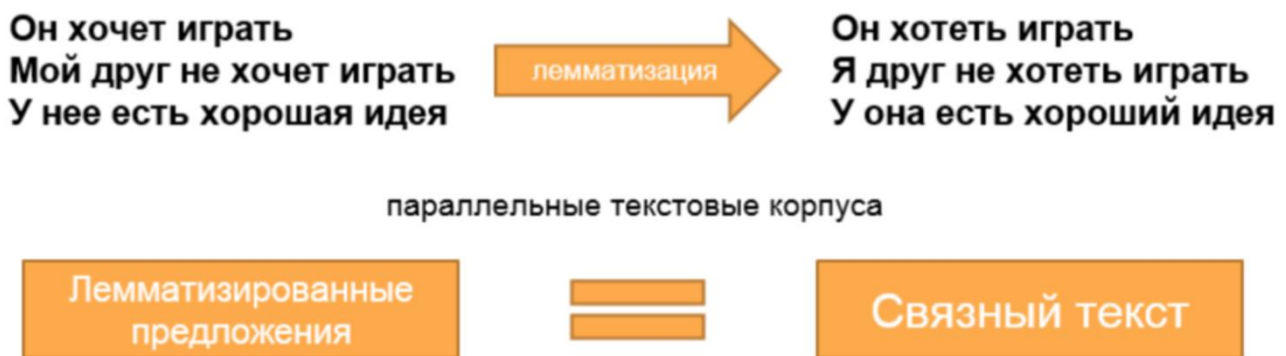 Он хочет играть
Мой друг не хочет играть
У нее есть хорошая идея
лемматизация
Он хотеть играть
Я друг не хотеть играть
У она есть хороший идея
параллельные текстовые корпуса
Лемматизированные
предложения
Связный текст